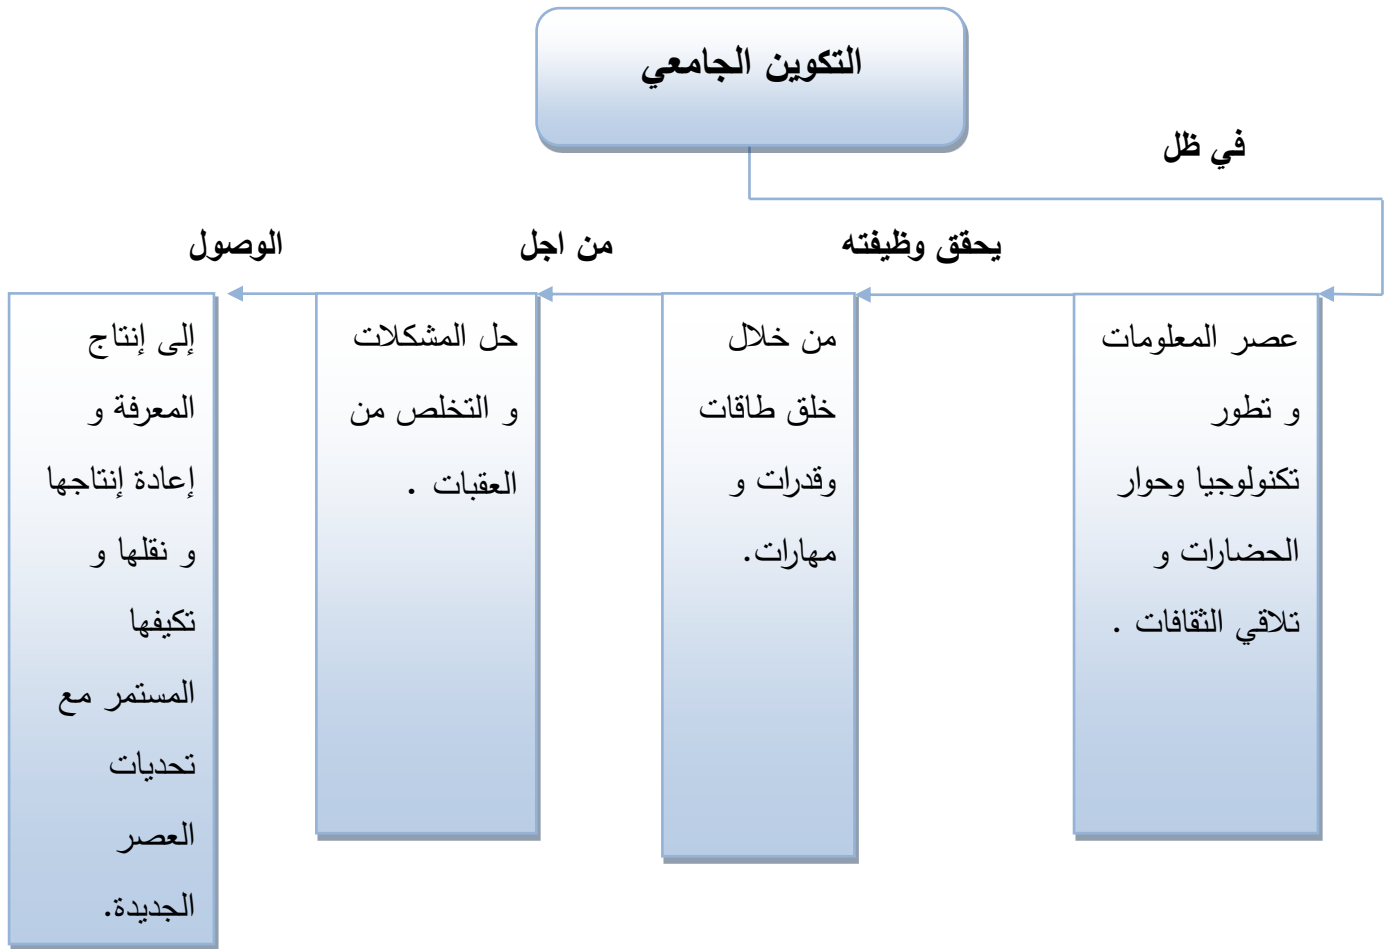 التكوين الجامعي
في ظل
يحقق وظيفته
من اجل
الوصول
عصر المعلومات
و تطور
تكنولوجيا وحوار
الحضارات و
تلاقي الثقافات .
من خلال
خلق طاقات
وقدرات و
مهارات.
حل المشكلات
و التخلص من
العقبات .
إلى إنتاج
المعرفة و
إعادة إنتاجها
و نقلها و
تكيفها
المستمر مع
تحديات
العصر
الجديدة.